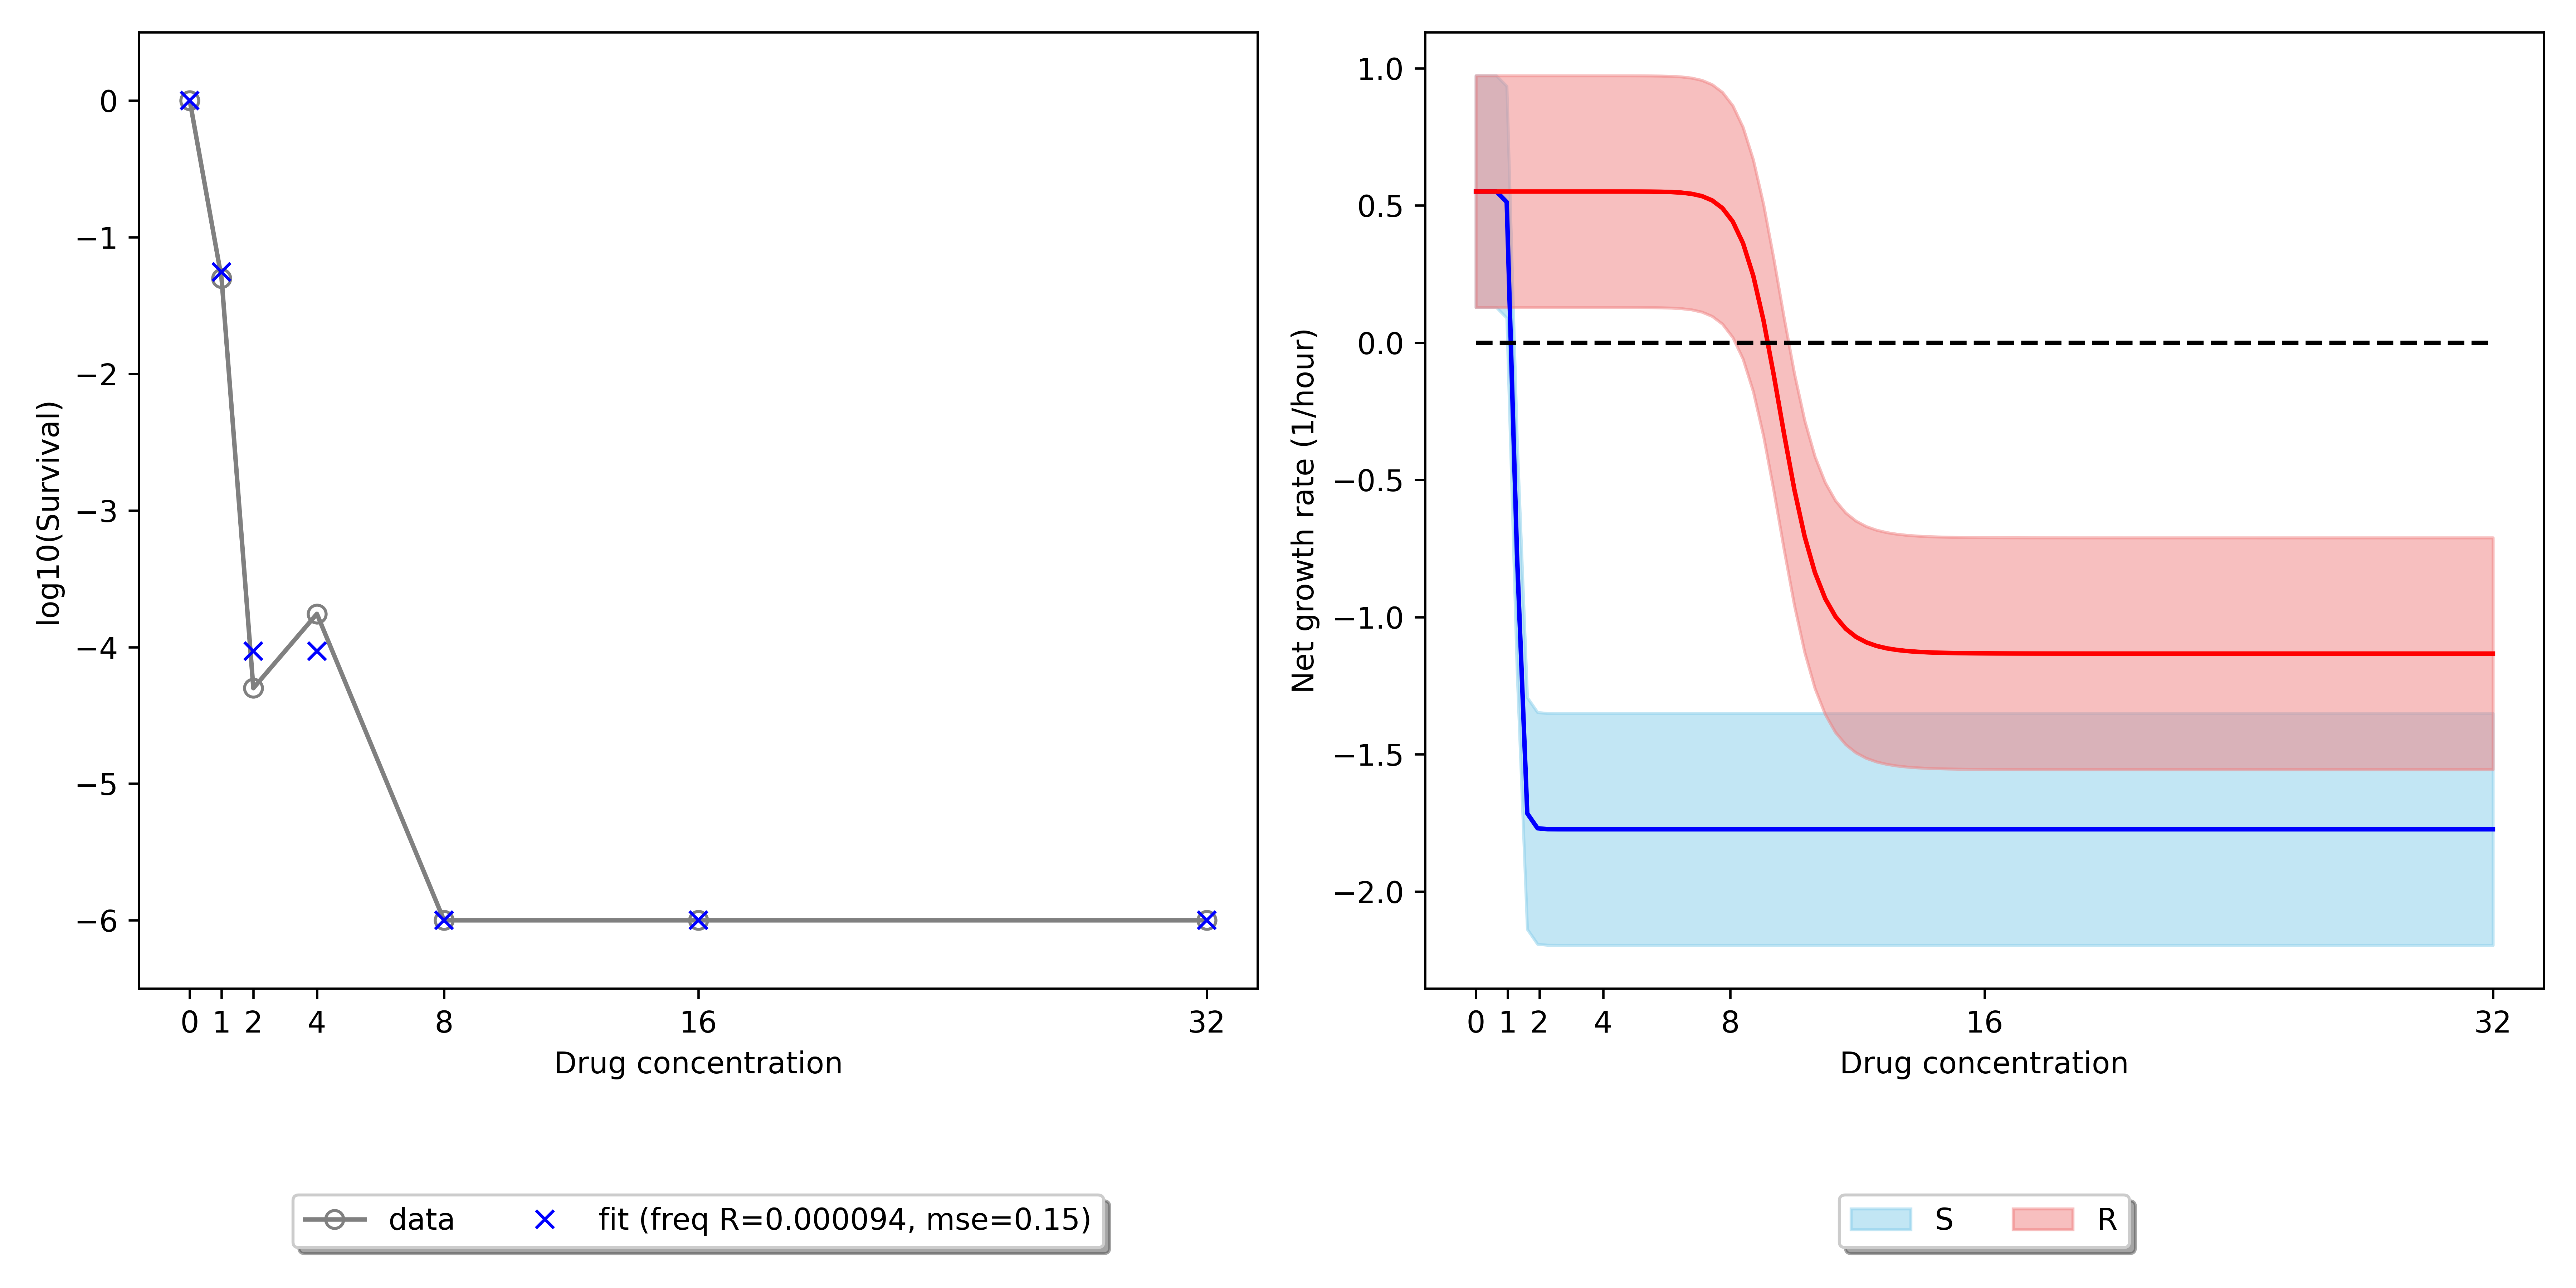 0
−1
−2
−3
−4
−5
−6
log10(Survival)
0 1 2 4 8 16 32
Drug concentration
data fit (freq R=0.000094, mse=0.15)
1.0
0.5
0.0
−0.5
−1.0
−1.5
−2.0
Net growth rate (1/hour)
0 1 2 4 8 16 32
Drug concentration
S R